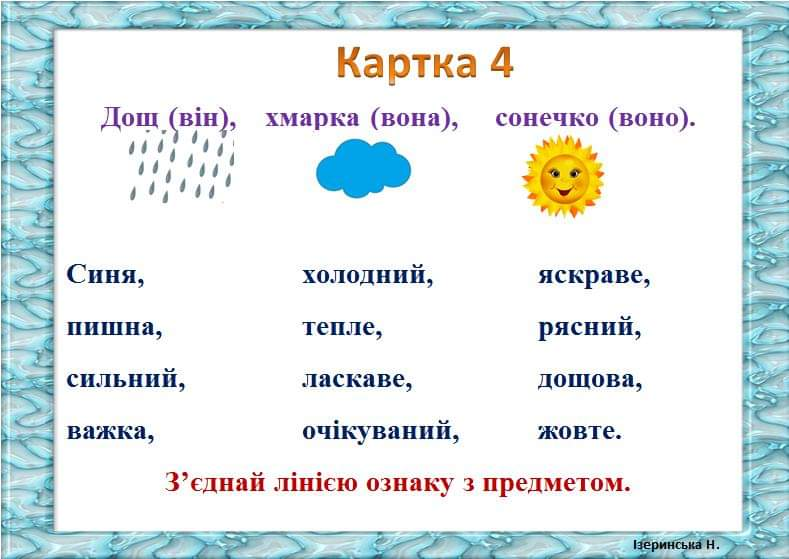 Картка 4
Дощ (він), хмарка (вона), сонечко (воно).
Синя, холодний, яскраве,
пишна, тепле, рясний,
сильний, ласкаве, дощова,
важка, очікуваний, жовте.
З’єднай лінією ознаку з предметом.
Ізеринська Н.